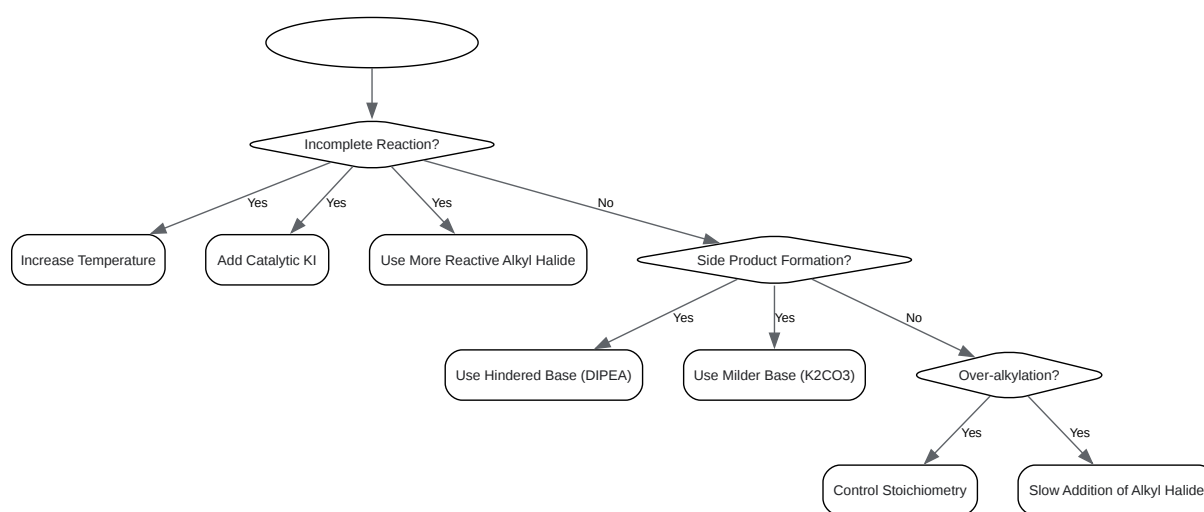 Incomplete Reaction?
Yes
Yes
Yes
No
Increase Temperature
Add Catalytic KI
Use More Reactive Alkyl Halide
Side Product Formation?
Yes
Yes
No
Use Hindered Base (DIPEA)
Use Milder Base (K2CO3)
Over-alkylation?
Yes
Yes
Control Stoichiometry
Slow Addition of Alkyl Halide